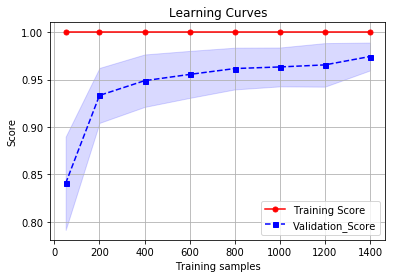 Learning Curves
1.00
0.95
0.90
0.85
0.80
Score
0 200 400 600 800 1000 1200 1400
Training samples
Training Score
Validation_Score